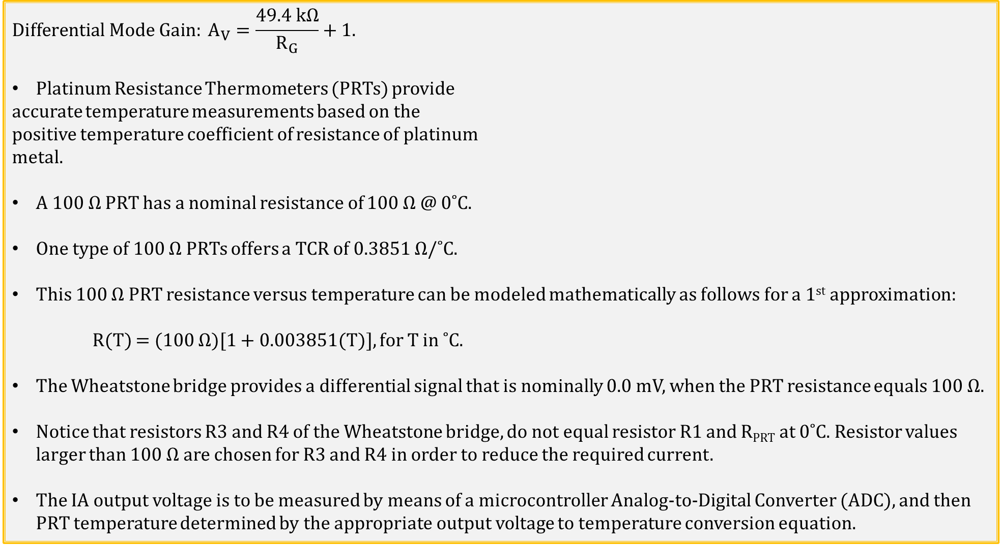 Differential Mode Gain: A_V = 49.4 kΩ / R_G + 1.
• Platinum Resistance Thermometers (PRTs) provide
accurate temperature measurements based on the
positive temperature coefficient of resistance of platinum
metal.
• A 100 Ω PRT has a nominal resistance of 100 Ω @ 0˚C.
• One type of 100 Ω PRTs offers a TCR of 0.3851 Ω/˚C.
• This 100 Ω PRT resistance versus temperature can be modeled mathematically as follows for a 1st approximation:
R(T) = (100 Ω)[1 + 0.003851(T)], for T in ˚C.
• The Wheatstone bridge provides a differential signal that is nominally 0.0 mV, when the PRT resistance equals 100 Ω.
• Notice that resistors R3 and R4 of the Wheatstone bridge, do not equal resistor R1 and R_PRT at 0˚C. Resistor values
larger than 100 Ω are chosen for R3 and R4 in order to reduce the required current.
• The IA output voltage is to be measured by means of a microcontroller Analog-to-Digital Converter (ADC), and then
PRT temperature determined by the appropriate output voltage to temperature conversion equation.